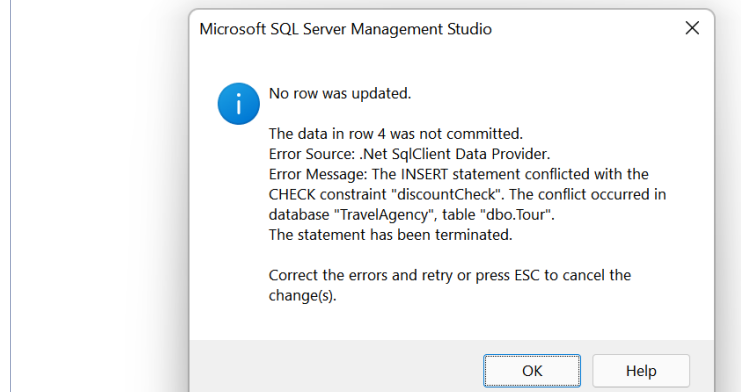 Microsoft SQL Server Management Studio
No row was updated.
The data in row 4 was not committed.
Error Source: .Net SqlClient Data Provider.
Error Message: The INSERT statement conflicted with the
CHECK constraint "discountCheck". The conflict occurred in
database "TravelAgency", table "dbo.Tour".
The statement has been terminated.
Correct the errors and retry or press ESC to cancel the
change(s).
OK
Help